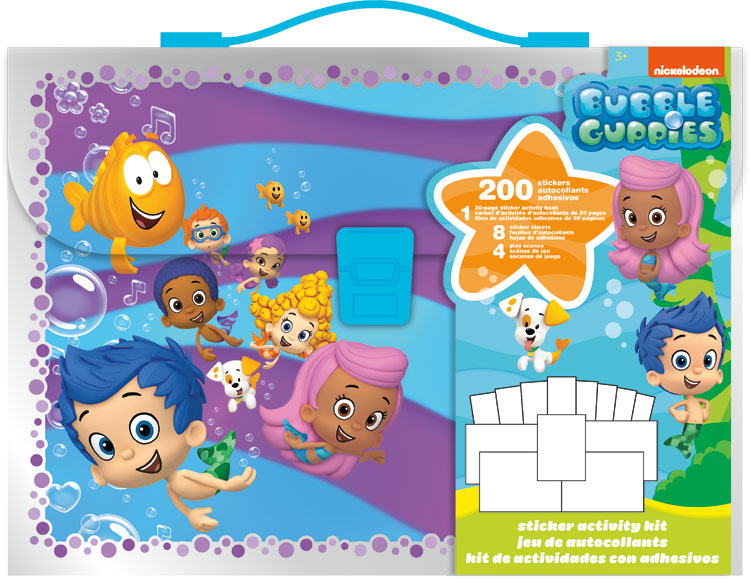 3+
nickelodeon
BUBBLE
GUPPIES
200 stickers
autocollants
adhesivos
1 20-page sticker activity book
carnet d'activités d'autocollants de 20 pages
libro de actividades adhesivos de 20 páginas
8 sticker sheets
feuilles d'autocollants
hojas de adhesivos
4 play scenes
scènes de jeu
escenas de juego
sticker activity kit
jeu de autocollants
kit de actividades con adhesivos